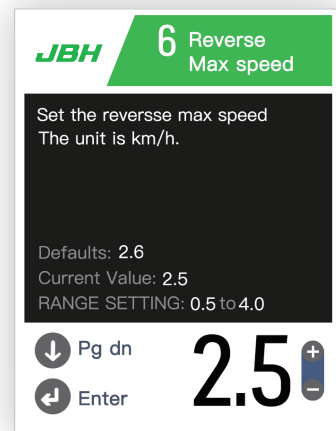 JBH
6 Reverse
Max speed
Set the reversse max speed
The unit is km/h.
Defaults: 2.6
Current Value: 2.5
RANGE SETTING: 0.5 to 4.0
Pg dn
Enter
2.5
+
−